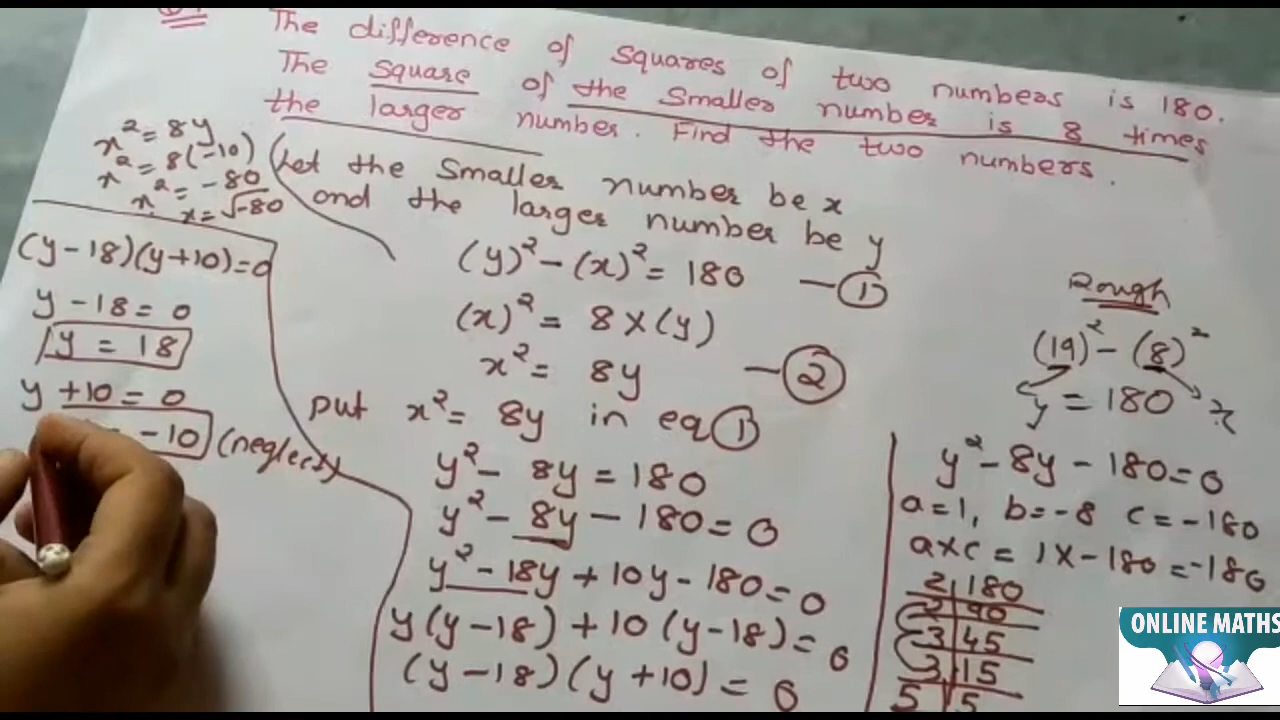 The difference of squares of two numbers is 180.
The square of the smaller number is 8 times
the larger number. Find the two numbers.
Let the smaller number be x
and the larger number be y
(y)² - (x)² = 180 — ①
(x)² = 8 × (y)
x² = 8y — ②
put x² = 8y in eq ①
y² - 8y = 180
y² - 8y - 180 = 0
y² - 18y + 10y - 180 = 0
y(y - 18) + 10(y - 18) = 0
(y - 18)(y + 10) = 0
x² = 8y
x² = 8(-10)
x² = -80
x = √-80
(y - 18)(y + 10) = 0
y - 18 = 0
y = 18
y + 10 = 0
= -10 (neglect)
Rough
(19)² - (8)²
y = 180 x
y² - 8y - 180 = 0
a = 1, b = -8 c = -180
a × c = 1 × -180 = -180
2 | 180
2 | 90
3 | 45
3 | 15
5 | 5
ONLINE MATHS